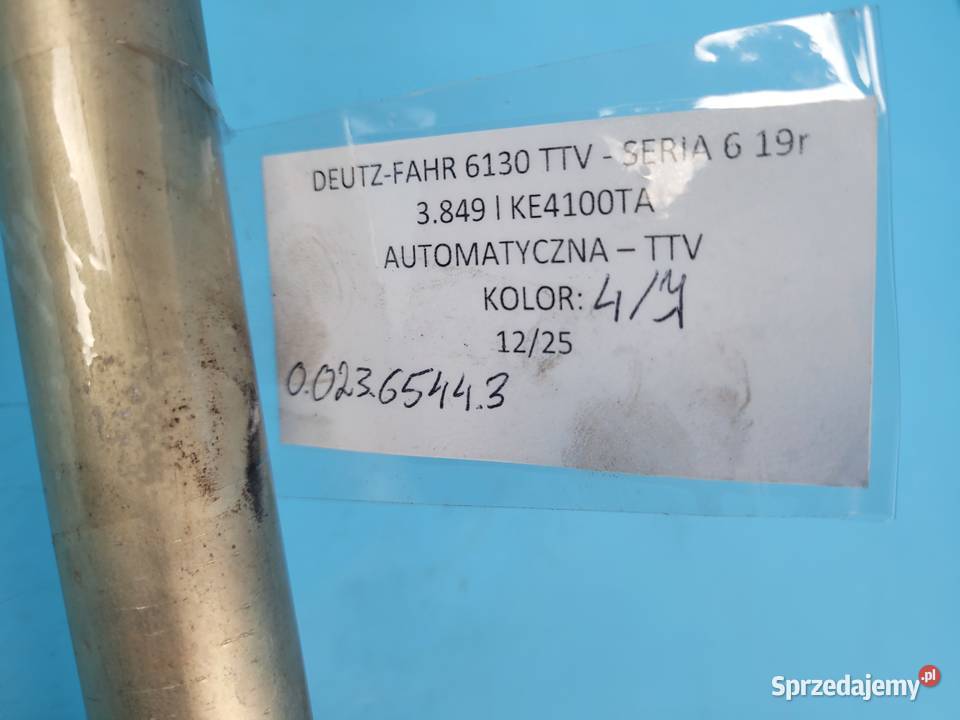 DEUTZ-FAHR 6130 TTV - SERIA 6 19r
3.849 l KE4100TA
AUTOMATYCZNA – TTV
KOLOR: 4/
12/25
0.023.6544.3
Sprzedajemy.pl